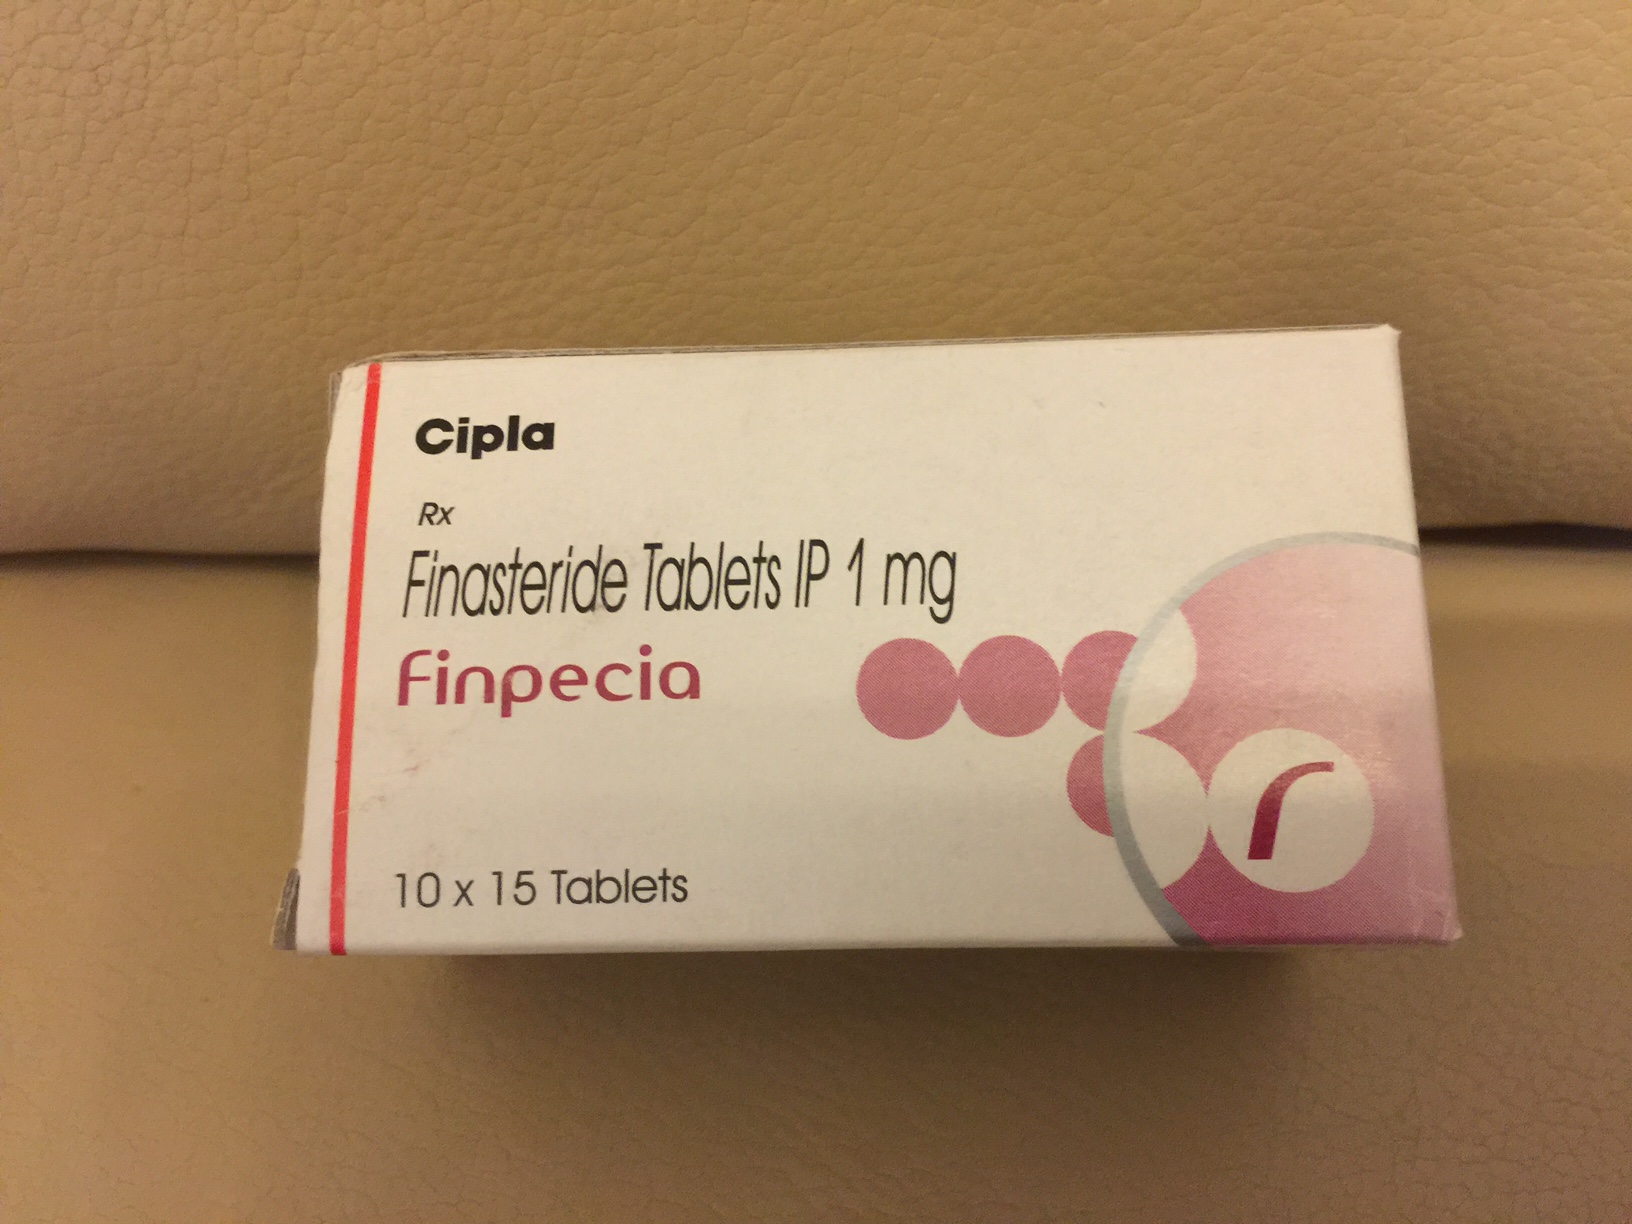 Cipla
Rx
Finasteride Tablets IP 1 mg
Finpecia
10 x 15 Tablets